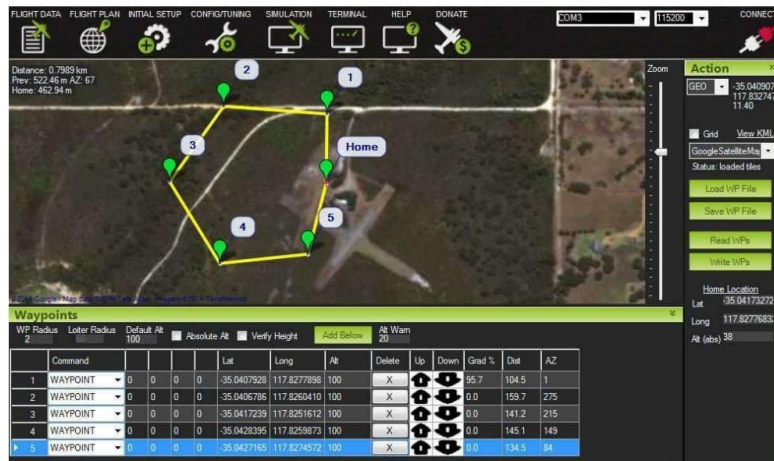 FLIGHT DATA FLIGHT PLAN INITIAL SETUP CONFIG/TUNING SIMULATION TERMINAL HELP DONATE COM3 115200 CONNEC
Distance: 0.7989 km
Prev: 522.46 m AZ: 67
Home: 462.94 m
2
1
3
Home
4
5
Zoom
Action
GEO -35.040907
117.832747
11.40
Grid View KML
GoogleSatelliteMap
Status: loaded tiles
Load WP File
Save WP File
Read WPs
Write WPs
Home Location
Lat -35.04173272
Long 117.8277683
Alt (abs) 38
Waypoints
WP Radius Loiter Radius Default Alt Alt Warn
2 100 Absolute Alt Verify Height Add Below 20
Command Lat Long Alt Delete Up Down Grad % Dist AZ
1 WAYPOINT 0 0 0 0 -35.0407928 117.8277898 100 X 95.7 104.5 1
2 WAYPOINT 0 0 0 0 -35.0406786 117.8260410 100 X 0.0 159.7 275
3 WAYPOINT 0 0 0 0 -35.0417239 117.8251612 100 X 0.0 141.2 215
4 WAYPOINT 0 0 0 0 -35.0428395 117.8259873 100 X 0.0 145.1 149
5 WAYPOINT 0 0 0 0 -35.0427165 117.8274572 100 X 0.0 134.5 84